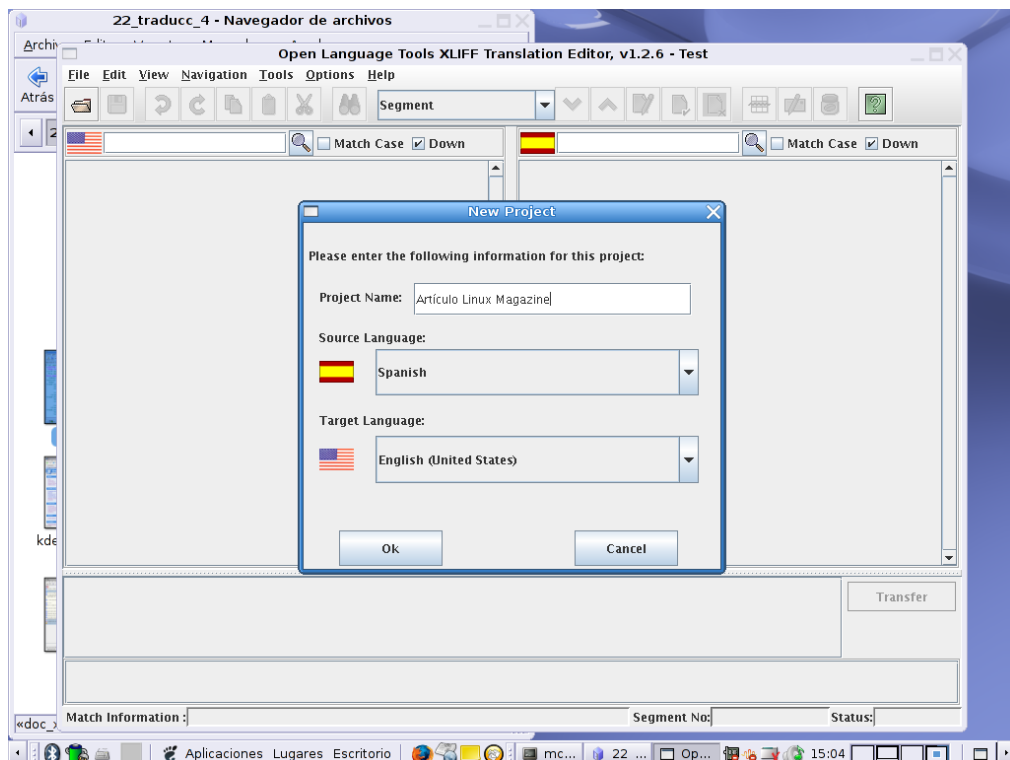 22_traducc_4 - Navegador de archivos
Open Language Tools XLIFF Translation Editor, v1.2.6 - Test
File Edit View Navigation Tools Options Help
Atrás
Segment
Match Case Down
Match Case Down
New Project
Please enter the following information for this project:
Project Name: Artículo Linux Magazine
Source Language:
Spanish
Target Language:
English (United States)
Ok Cancel
kde
Transfer
Match Information : Segment No: Status:
«doc_
Aplicaciones Lugares Escritorio mc... 22 ... Op... 15:04